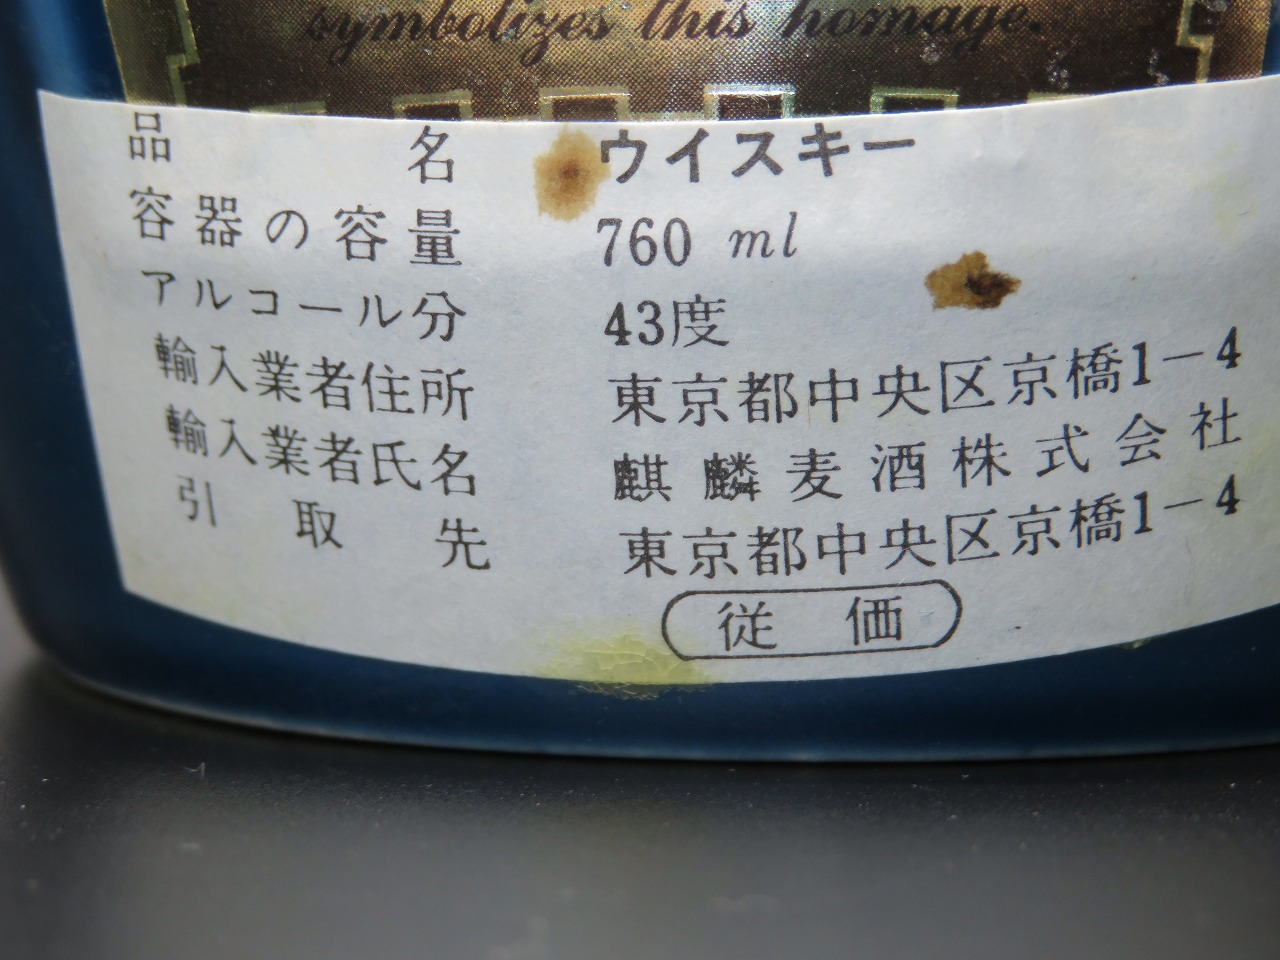 symbolizes this homage.
品名 ウイスキー
容器の容量 760 ml
アルコール分 43度
輸入業者住所 東京都中央区京橋1-4
輸入業者氏名 麒麟麦酒株式会社
引取先 東京都中央区京橋1-4
従価